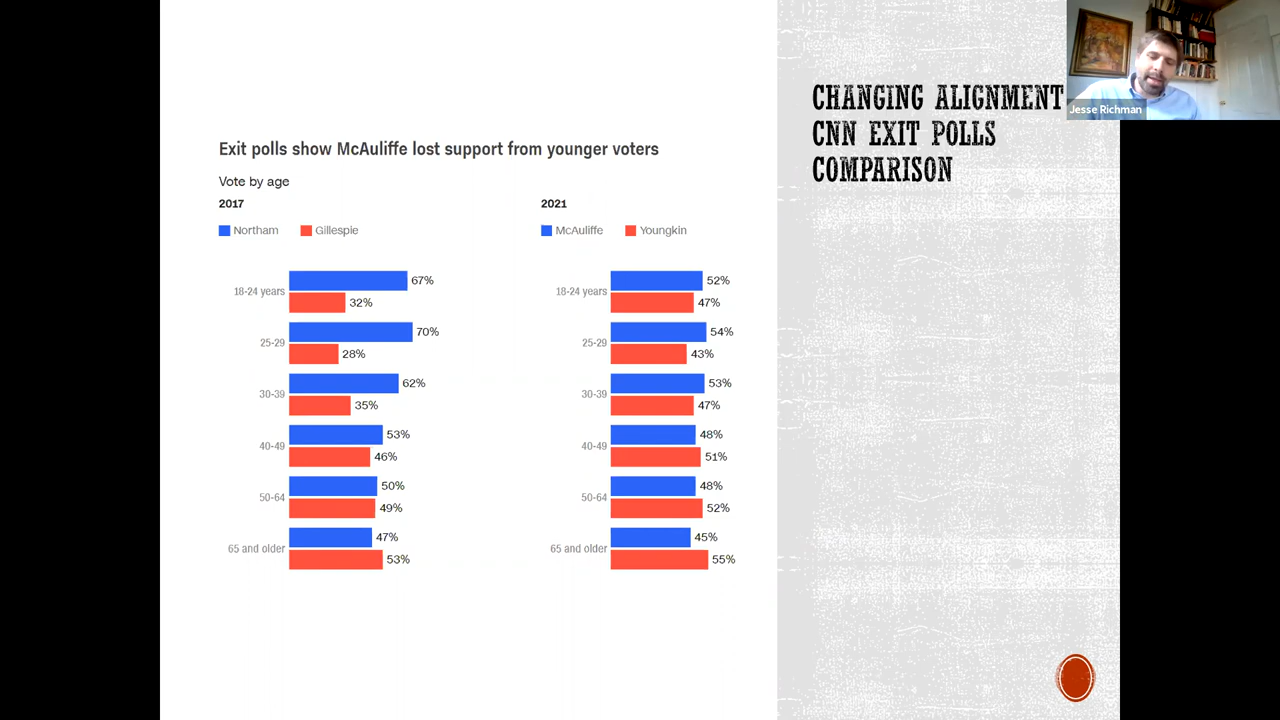 CHANGING ALIGNMENT
CNN EXIT POLLS
COMPARISON
Jesse Richman
Exit polls show McAuliffe lost support from younger voters
Vote by age
2017
Northam Gillespie
18-24 years 67%
32%
25-29 70%
28%
30-39 62%
35%
40-49 53%
46%
50-64 50%
49%
65 and older 47%
53%
2021
McAuliffe Youngkin
18-24 years 52%
47%
25-29 54%
43%
30-39 53%
47%
40-49 48%
51%
50-64 48%
52%
65 and older 45%
55%